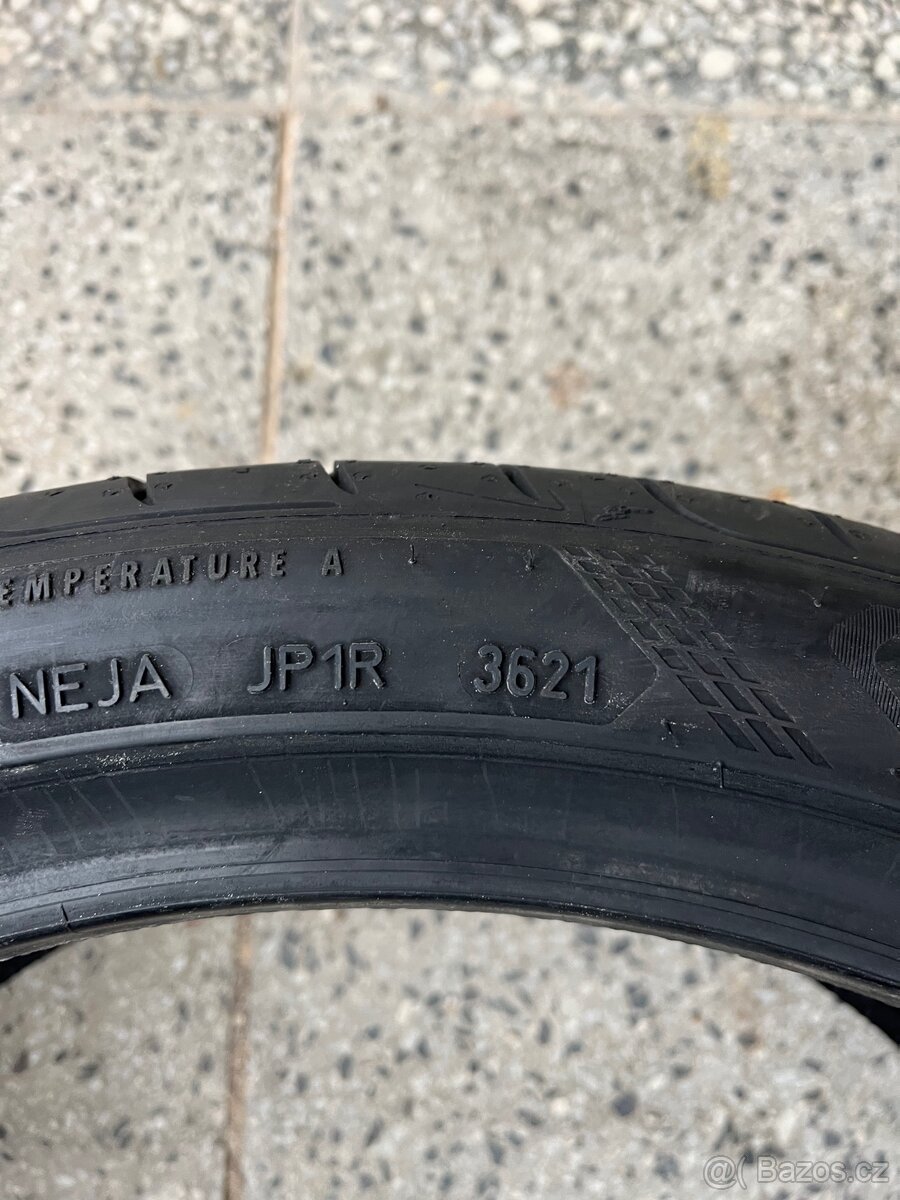 EMPERATURE A
NEJA JP1R 3621
@( Bazos.cz